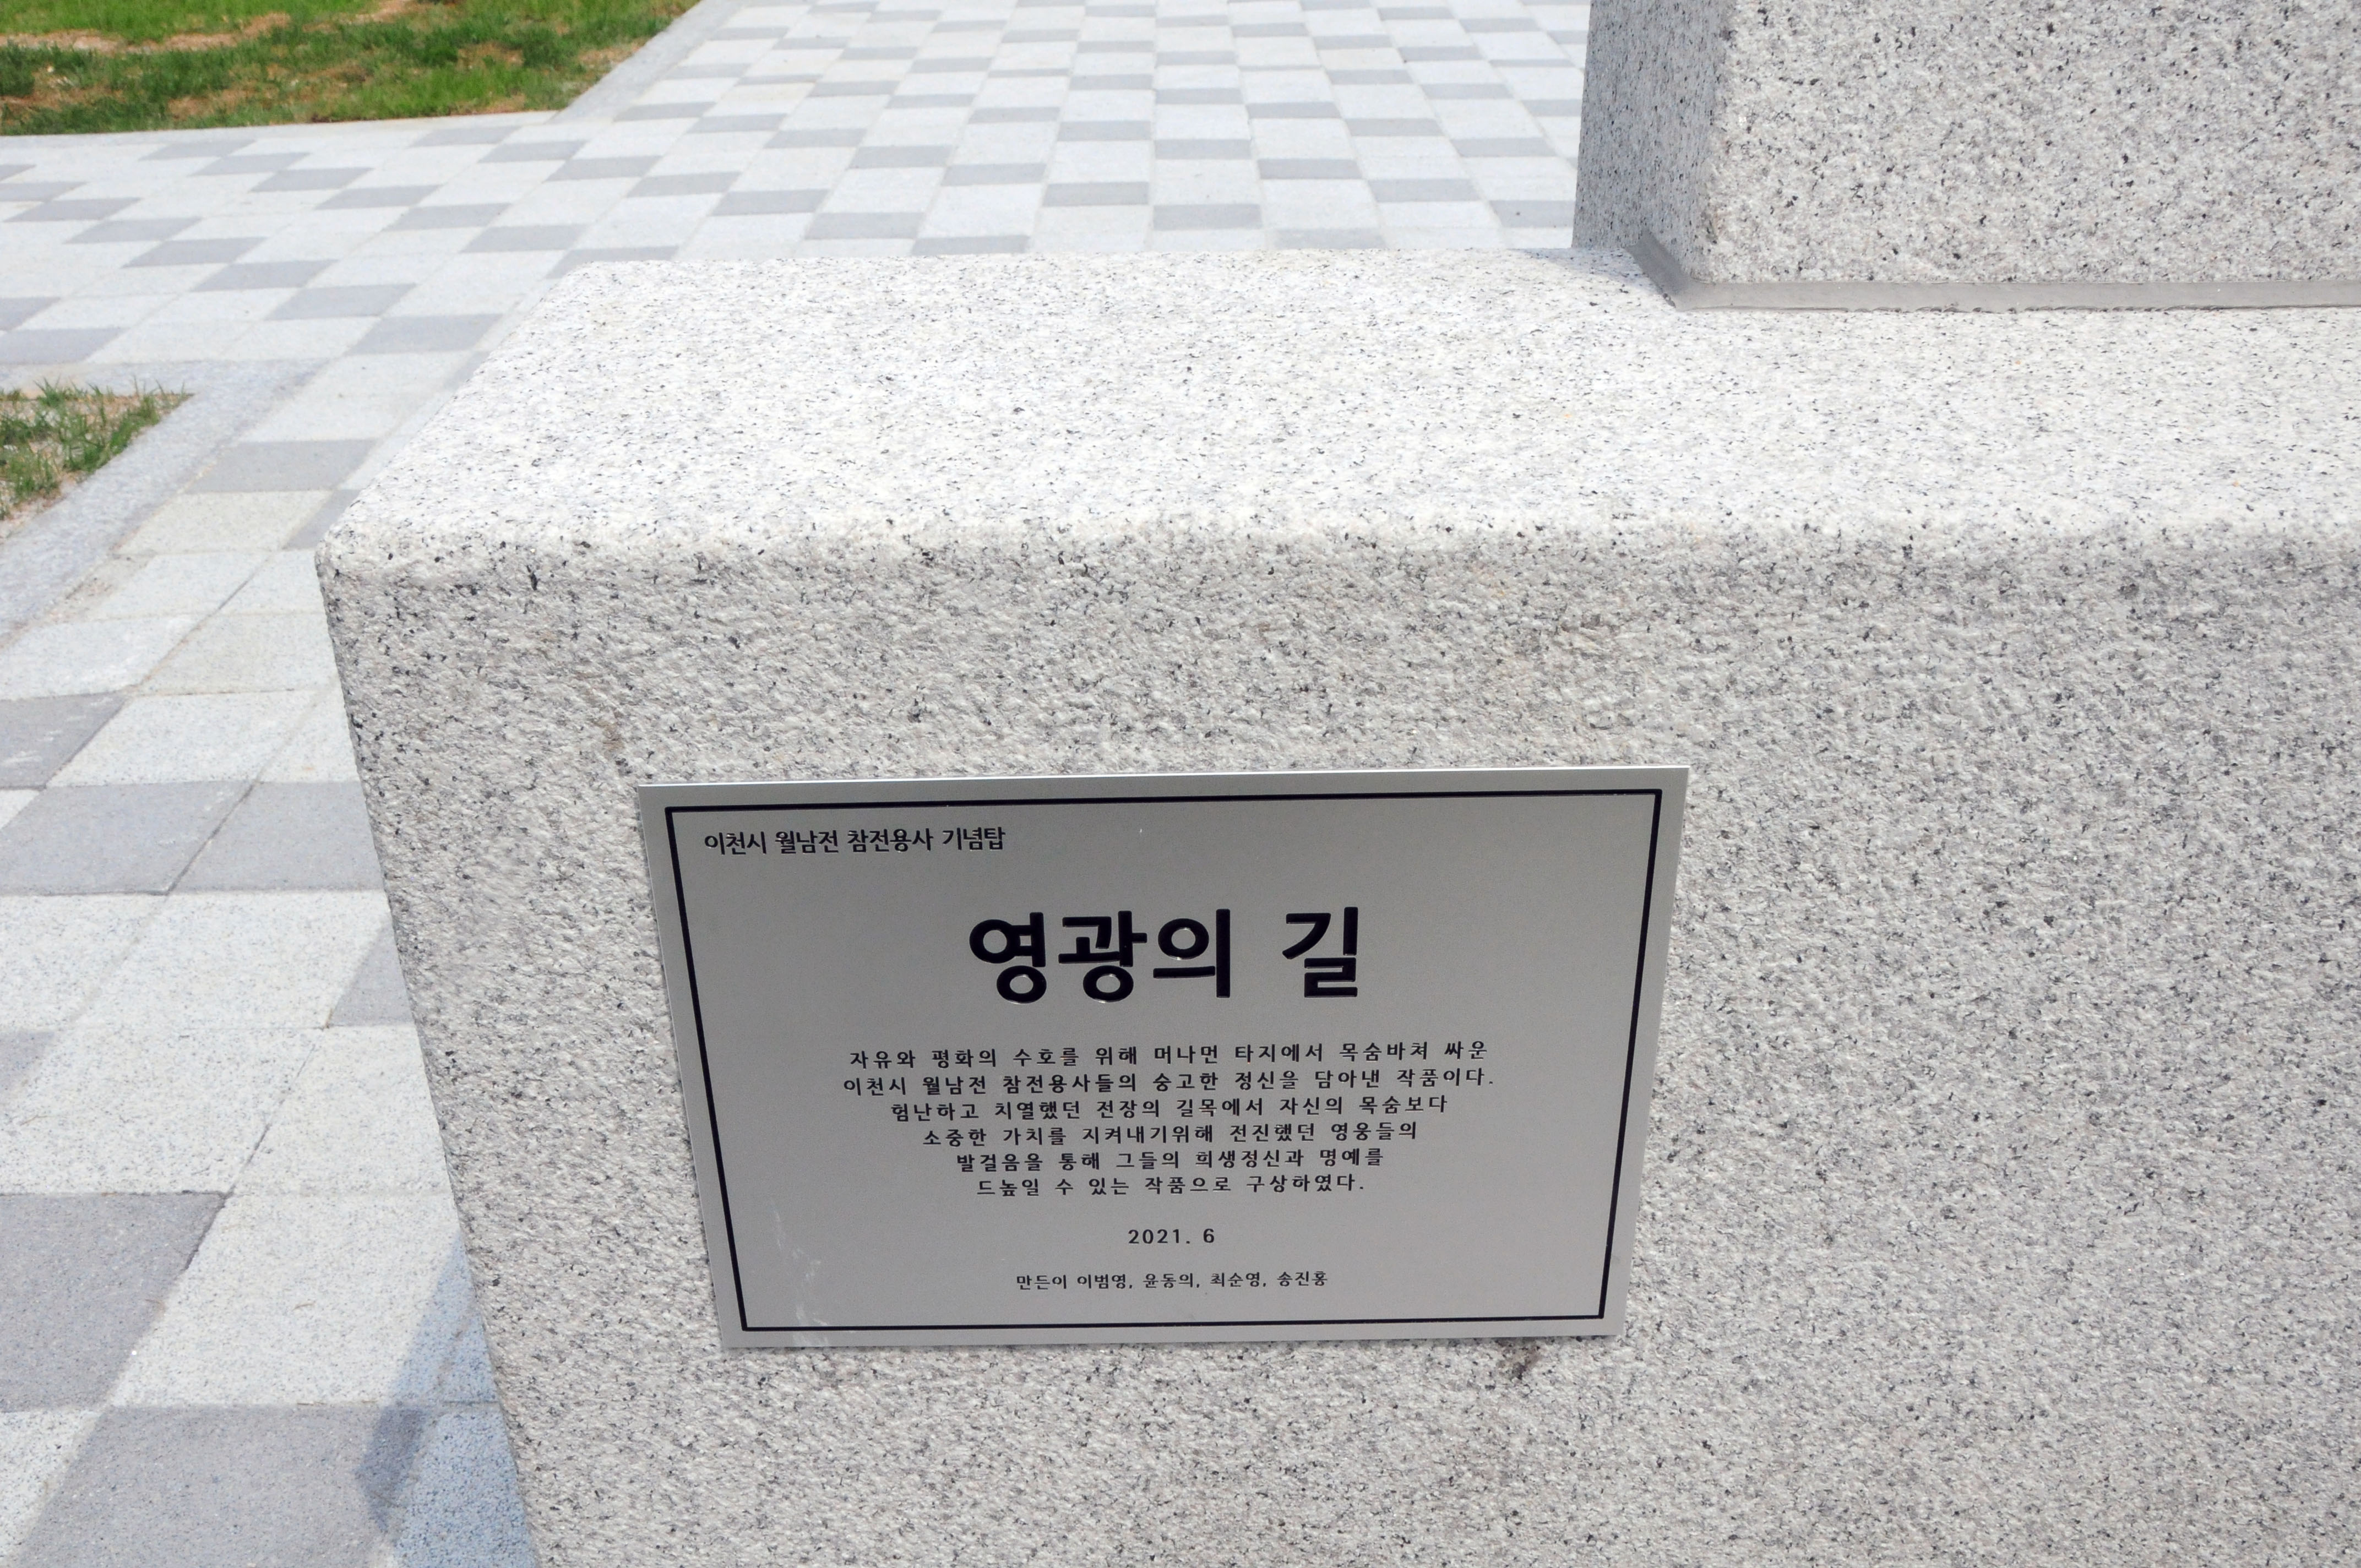 이천시 월남전 참전용사 기념탑
영광의 길
자유와 평화의 수호를 위해 머나먼 타지에서 목숨바쳐 싸운
이천시 월남전 참전용사들의 숭고한 정신을 담아낸 작품이다.
험난하고 치열했던 전장의 길목에서 자신의 목숨보다
소중한 가치를 지켜내기위해 전진했던 영웅들의
발걸음을 통해 그들의 희생정신과 명예를
드높일 수 있는 작품으로 구상하였다.
2021. 6
만든이 이범영, 윤동의, 최순영, 송진홍